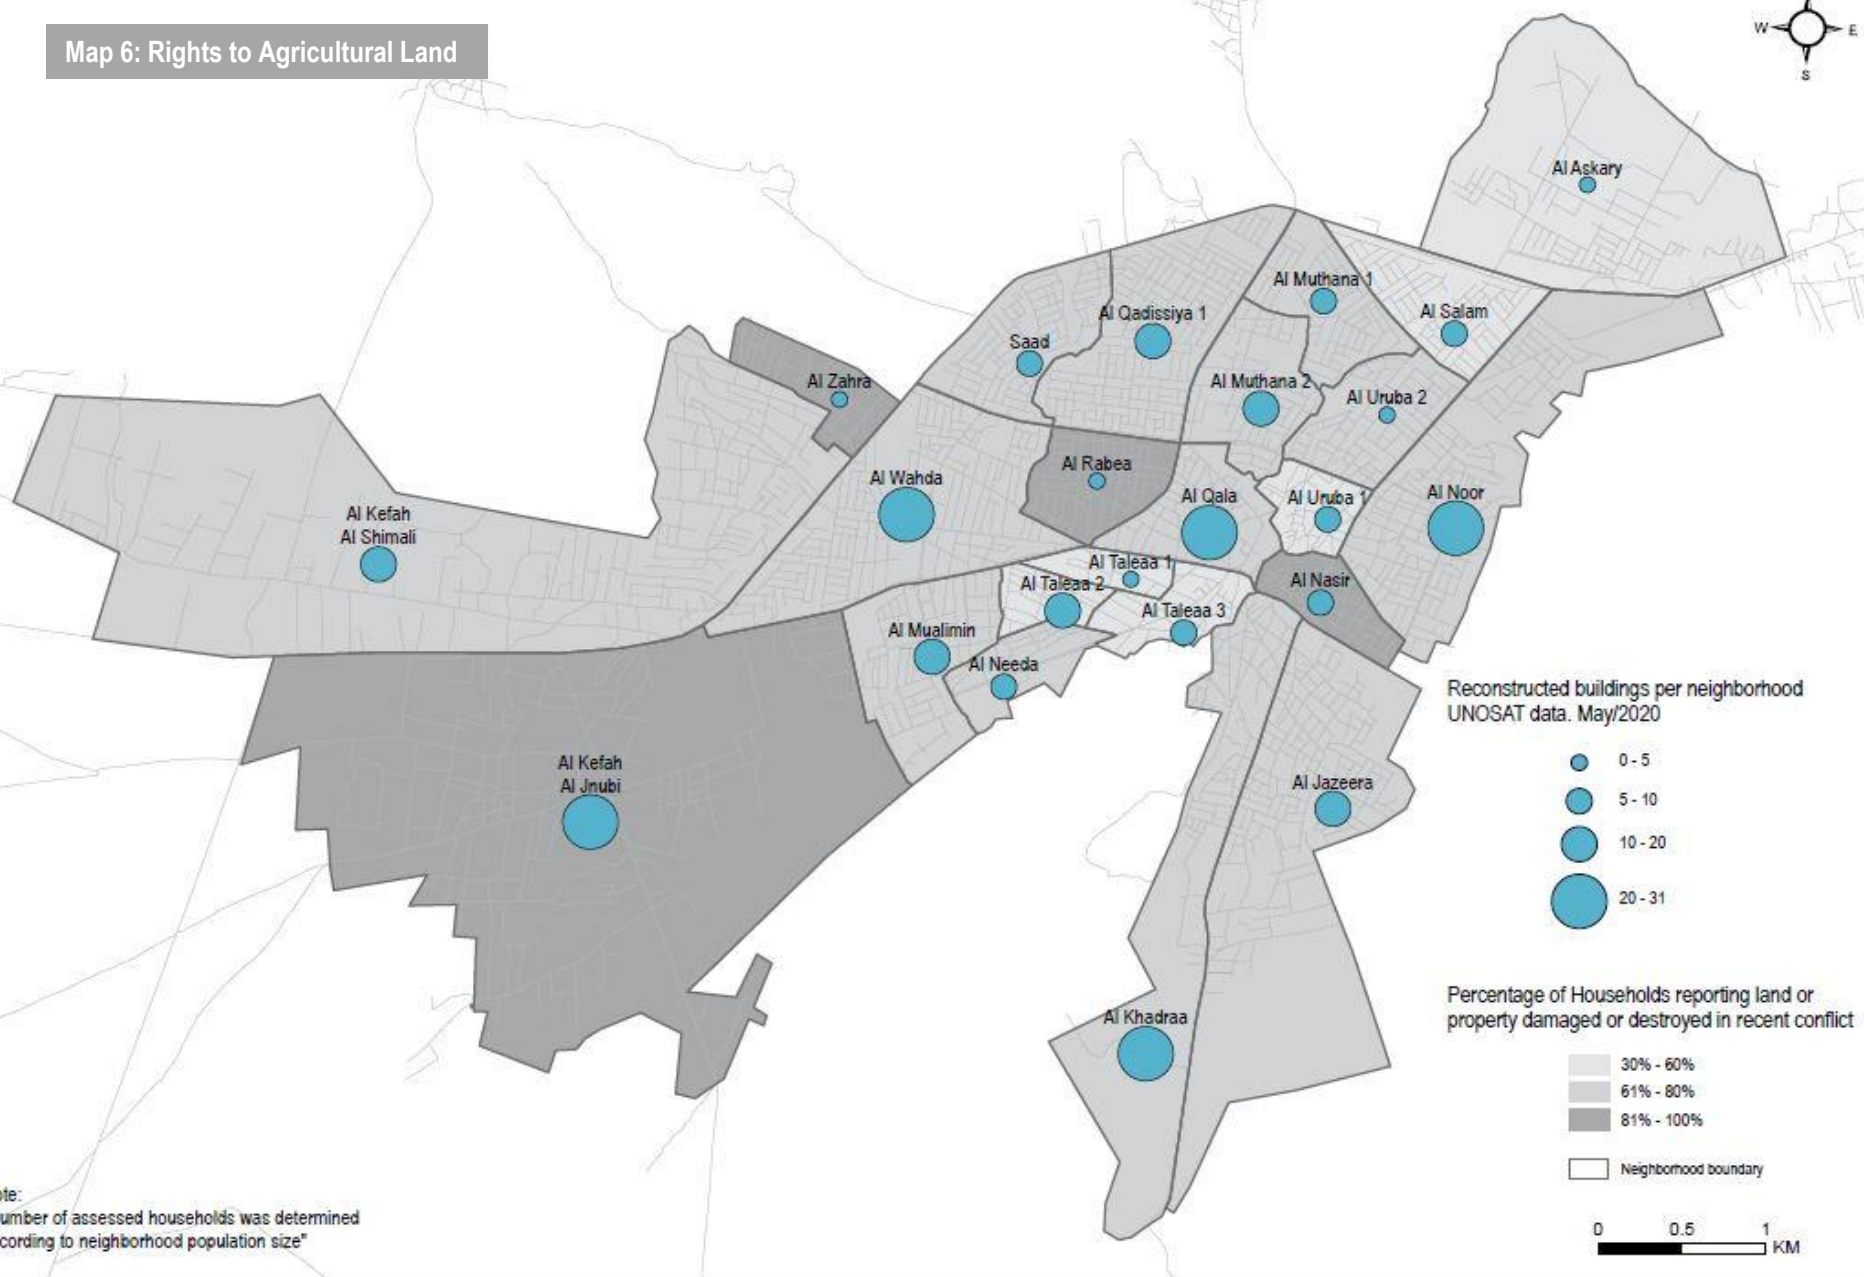 Map 6: Rights to Agricultural Land
W
E
S
Al Askary
Al Muthana 1
Al Qadissiya 1
Al Salam
Saad
Al Zahra
Al Muthana 2
Al Uruba 2
Al Rabea
Al Wahda
Al Qala
Al Uruba 1
Al Noor
Al Kefah
Al Shimali
Al Taleaa 1
Al Taleaa 2
Al Nasir
Al Taleaa 3
Al Mualimin
Al Needa
Al Kefah
Al Jnubi
Al Jazeera
Al Khadraa
Reconstructed buildings per neighborhood
UNOSAT data. May/2020
0 - 5
5 - 10
10 - 20
20 - 31
Percentage of Households reporting land or
property damaged or destroyed in recent conflict
30% - 60%
61% - 80%
81% - 100%
Neighborhood boundary
0 0.5 1
KM
ote:
umber of assessed households was determined
cording to neighborhood population size"